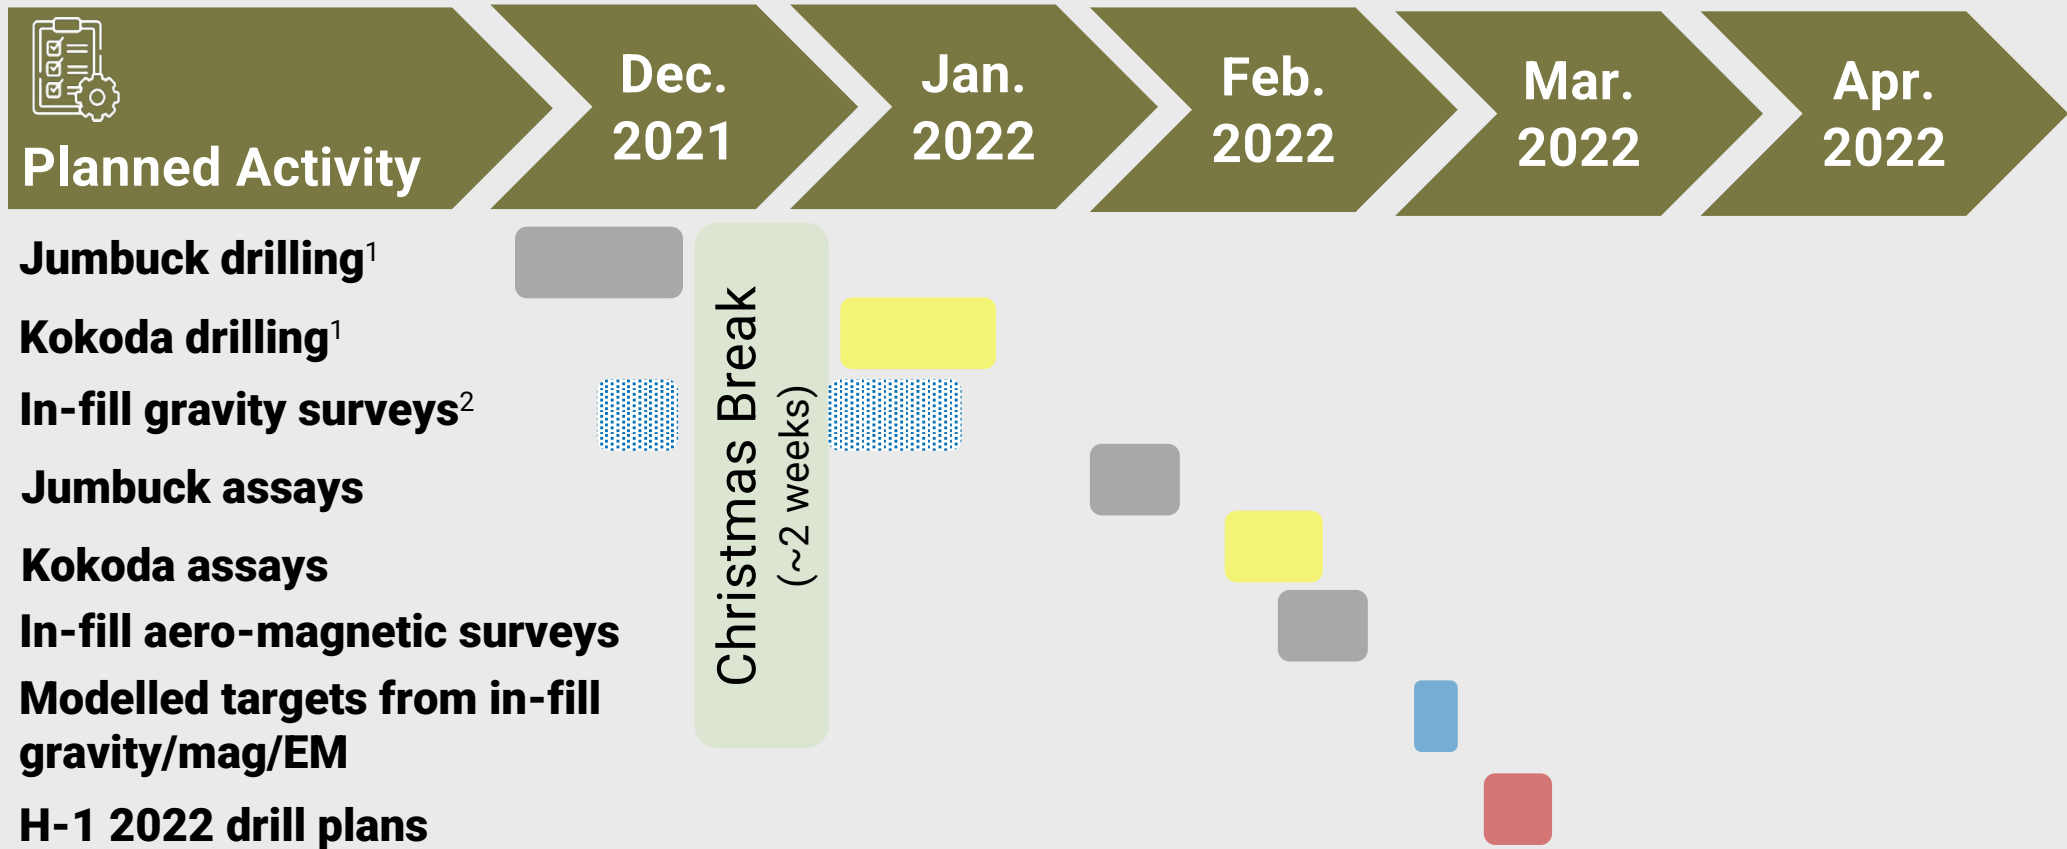 Planned Activity
Dec.
2021
Jan.
2022
Feb.
2022
Mar.
2022
Apr.
2022
Jumbuck drilling¹
Kokoda drilling¹
In-fill gravity surveys²
Jumbuck assays
Kokoda assays
In-fill aero-magnetic surveys
Modelled targets from in-fill
gravity/mag/EM
H-1 2022 drill plans
Christmas Break
(~2 weeks)